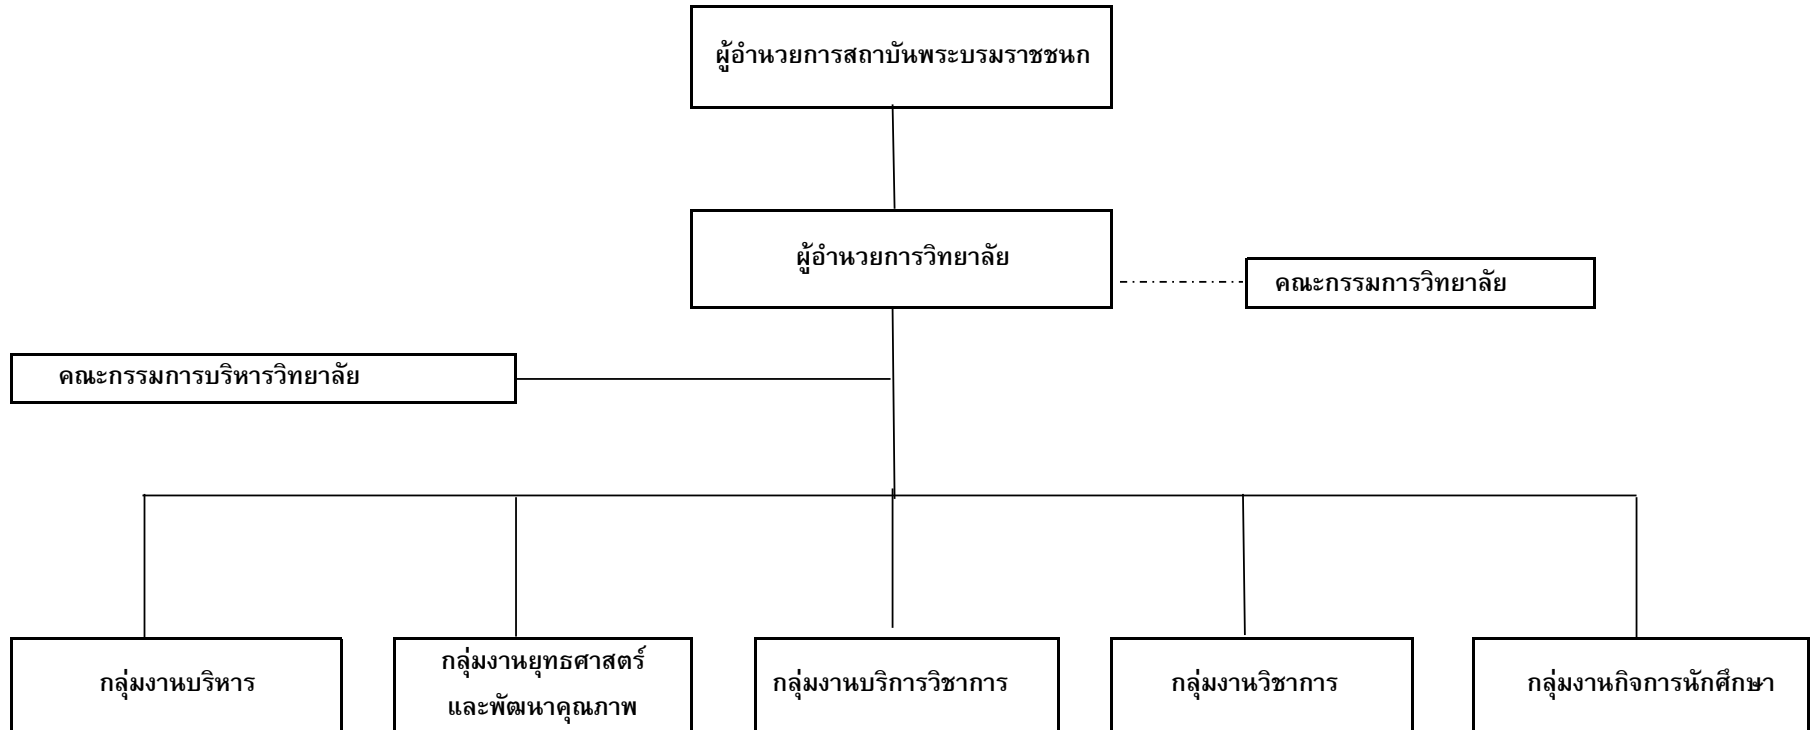 ผู้อำนวยการสถาบันพระบรมราชชนก
ผู้อำนวยการวิทยาลัย
คณะกรรมการวิทยาลัย
คณะกรรมการบริหารวิทยาลัย
กลุ่มงานบริหาร
กลุ่มงานยุทธศาสตร์
และพัฒนาคุณภาพ
กลุ่มงานบริการวิชาการ
กลุ่มงานวิชาการ
กลุ่มงานกิจการนักศึกษา